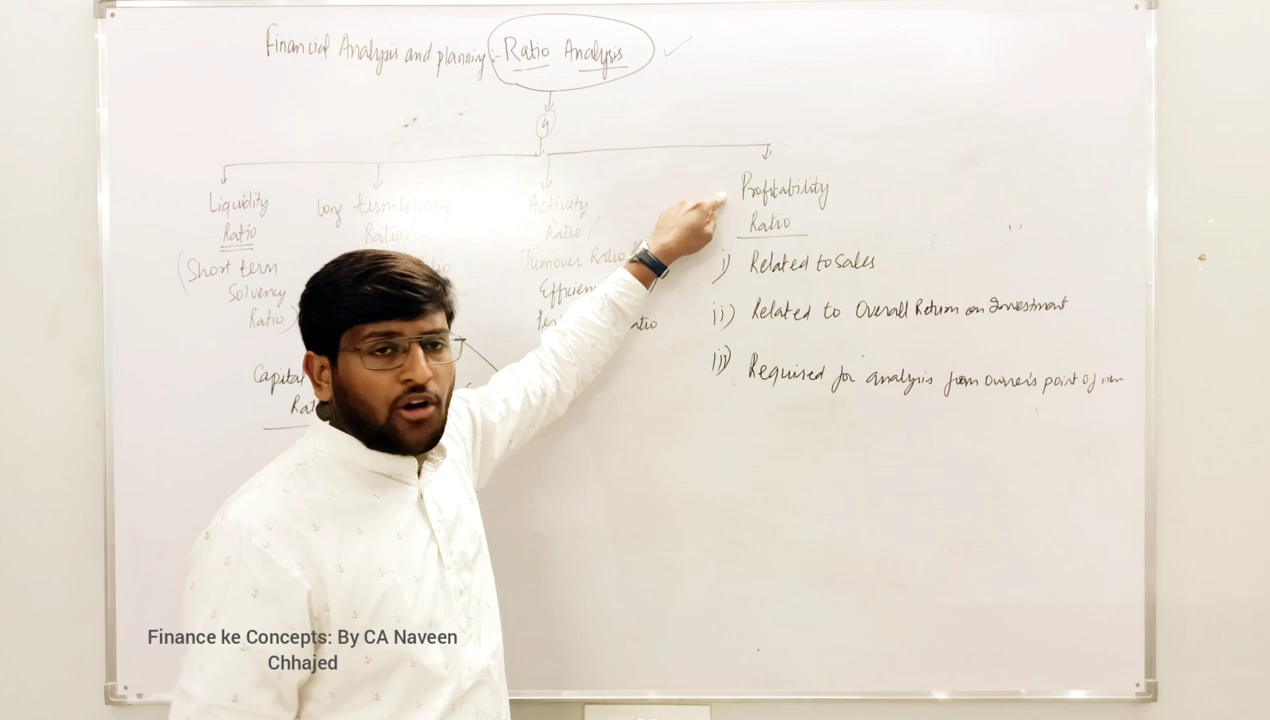 Financial Analysis and planning :- Ratio Analysis
4
Liquidity
Ratio
(Short term
Solvency
Ratio)
Long term Solvency
Ratio/
Capital
Activity
Ratio/
Turnover Ratio
Profitability
Ratio
i) Related to Sales
ii) Related to Overall Return on Investment
iii) Required for analysis from owner's point of view
Finance ke Concepts: By CA Naveen
Chhajed